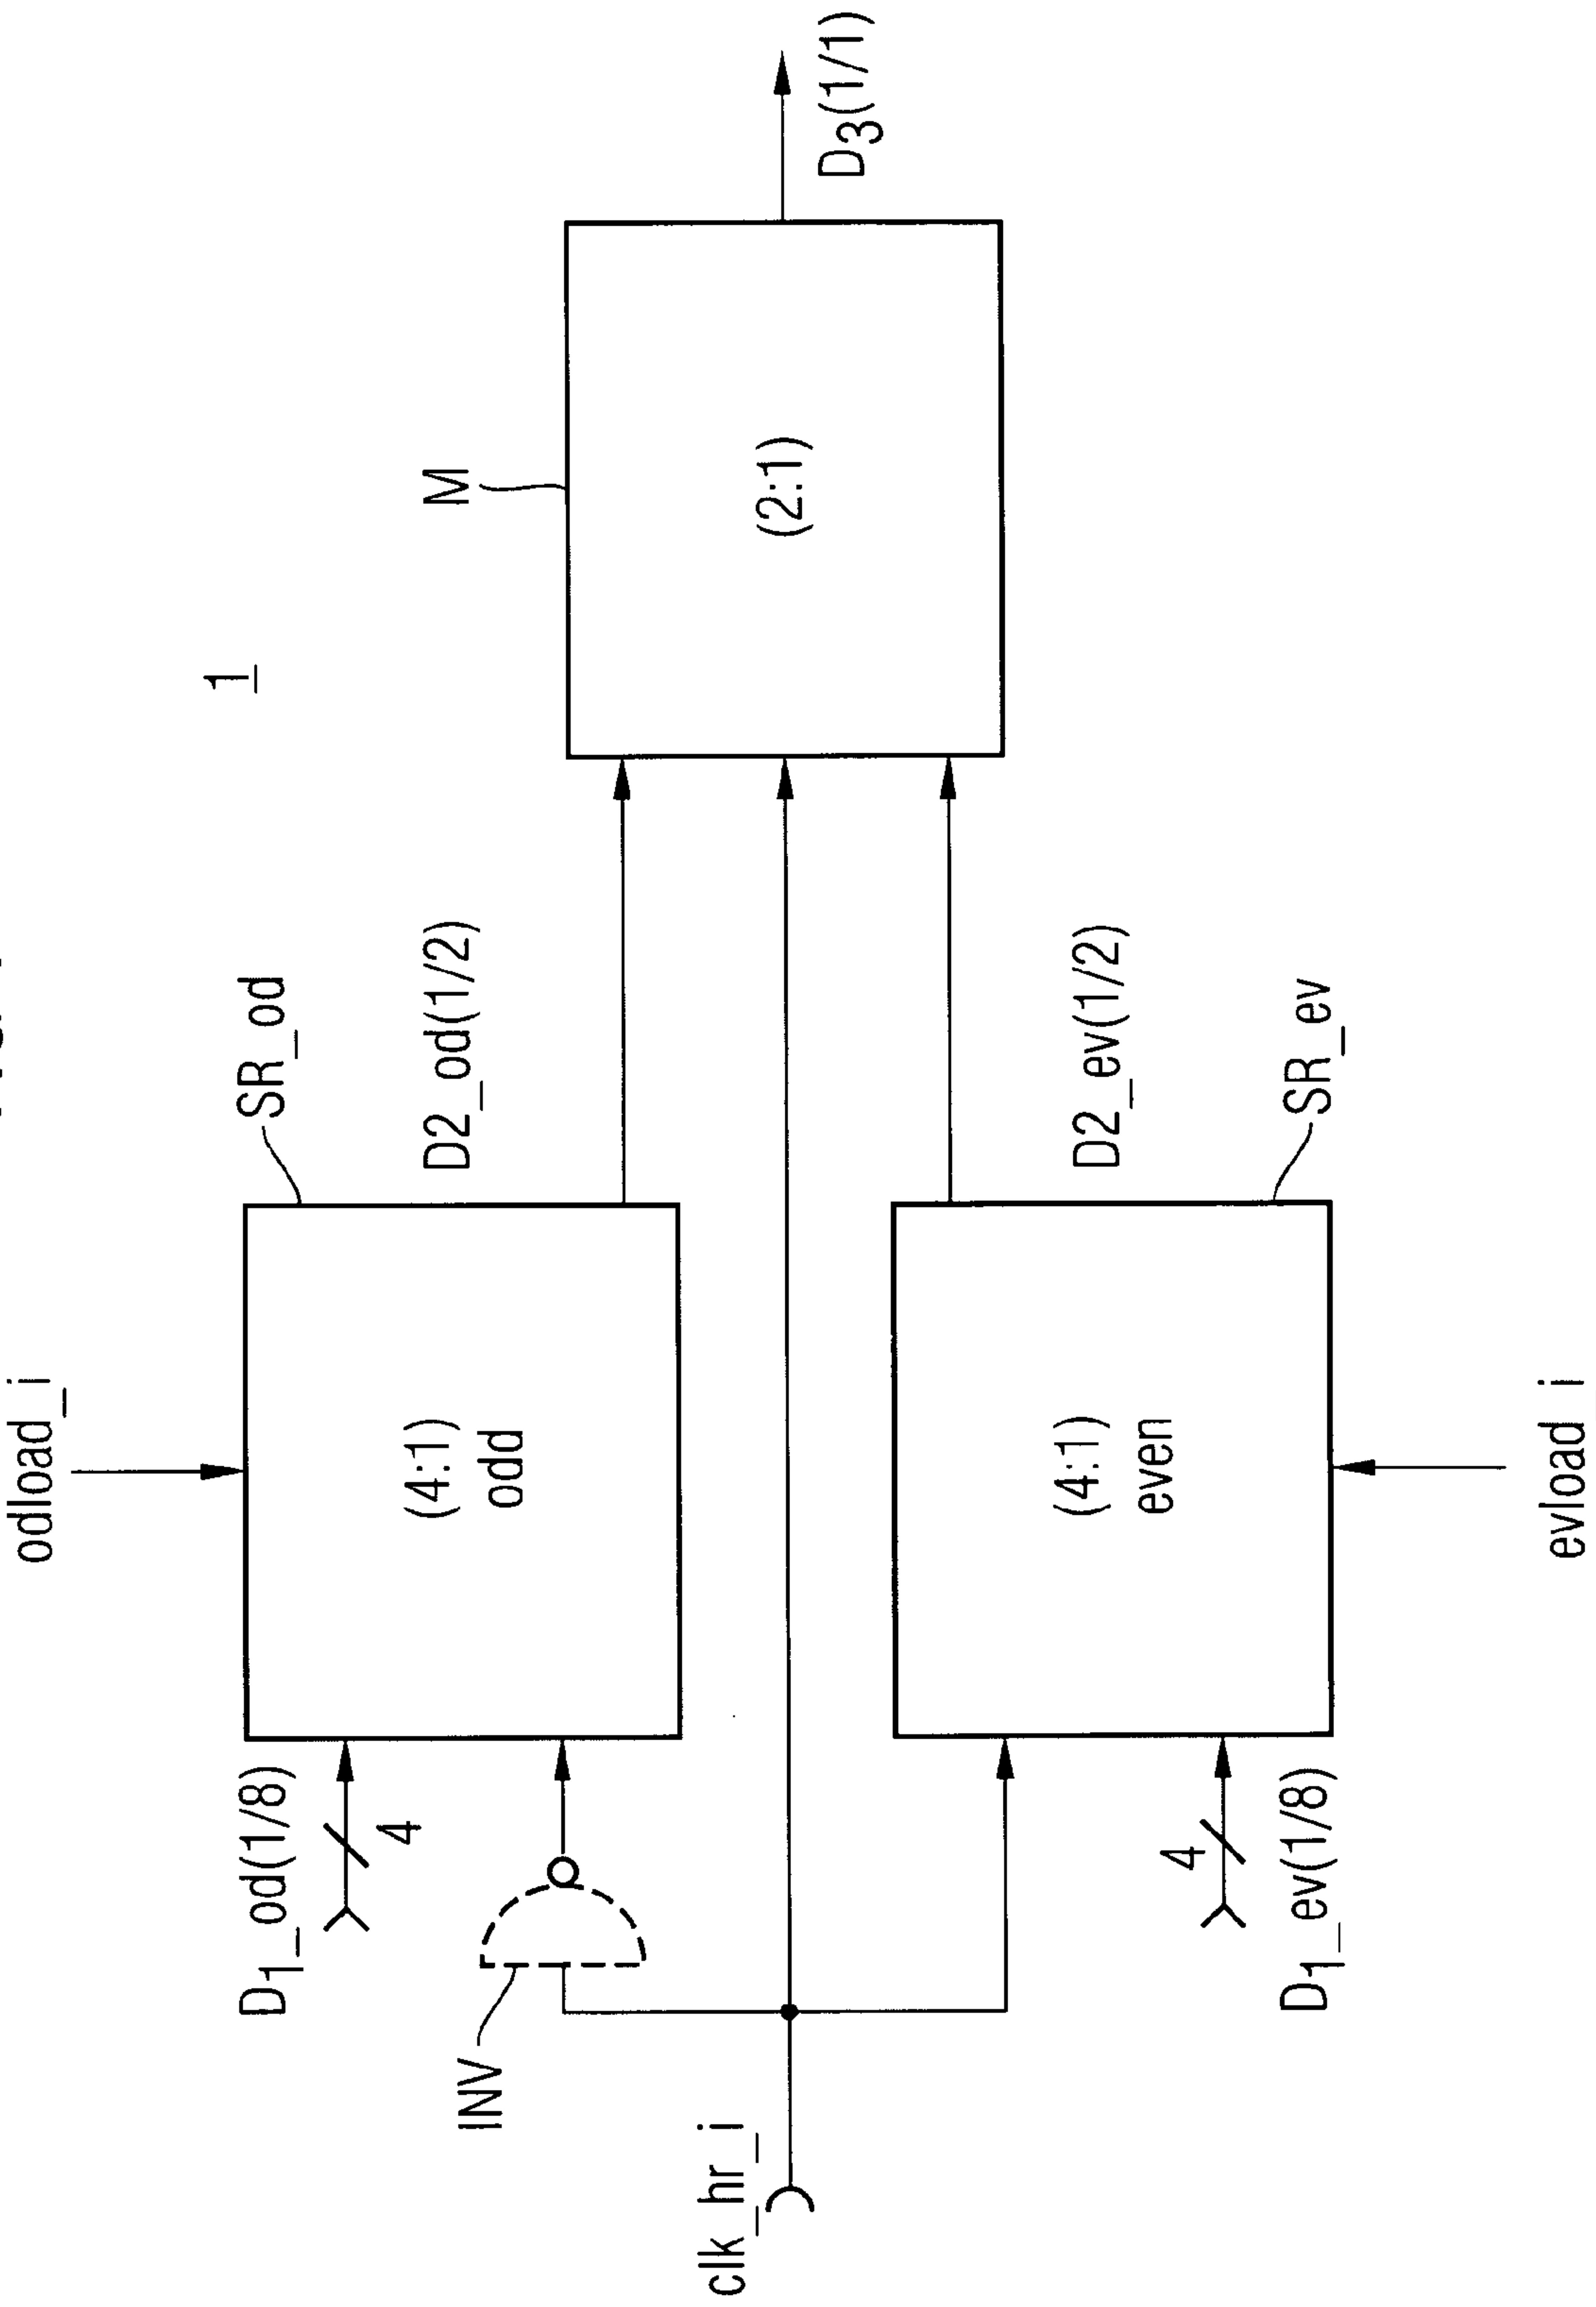 1
odload_i
SR_od
D1_od(1/8)
4
(4:1)
odd
D2_od(1/2)
M
INV
(2:1)
clk_hr_i
D3(1/1)
(4:1)
even
D2_ev(1/2)
4
D1_ev(1/8)
SR_ev
evload_i